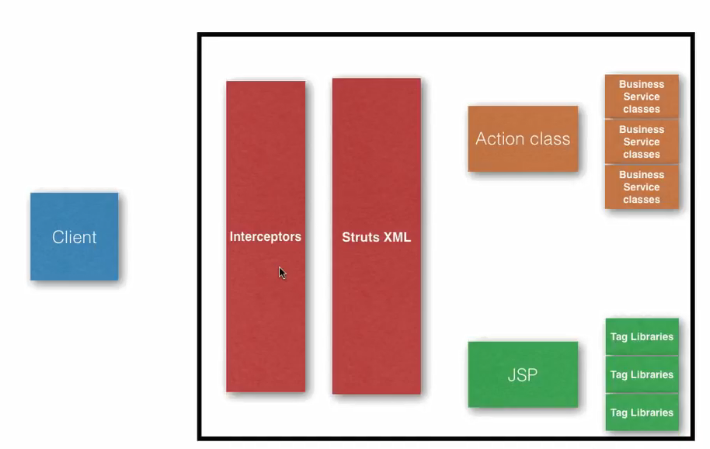 Client
Interceptors
Struts XML
Action class
Business
Service
classes
Business
Service
classes
Business
Service
classes
JSP
Tag Libraries
Tag Libraries
Tag Libraries